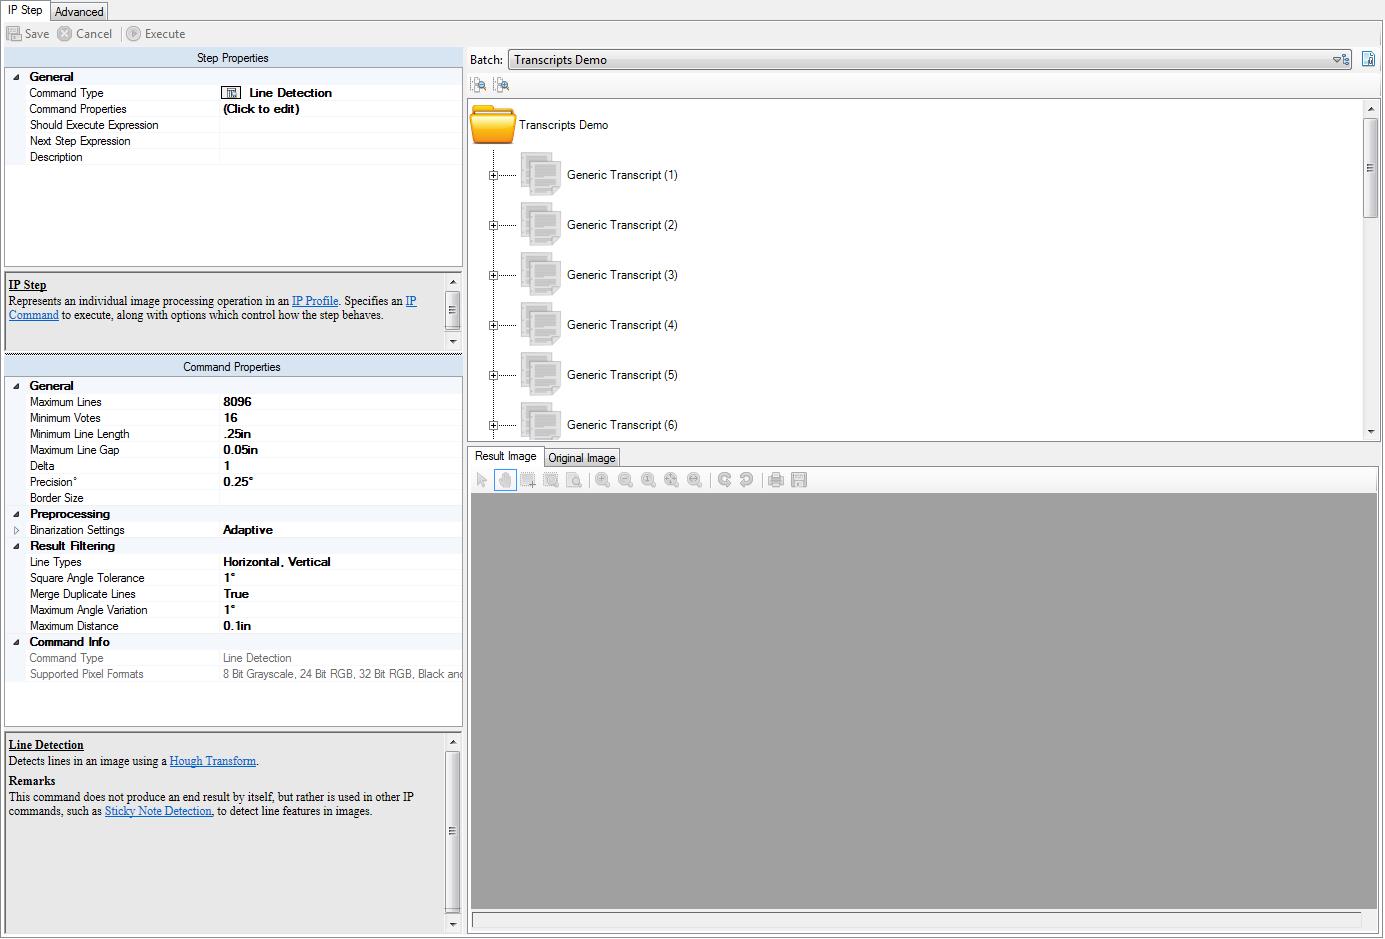 IP Step
Advanced
Save
Cancel
Execute
Step Properties
General
Command Type Line Detection
Command Properties (Click to edit)
Should Execute Expression
Next Step Expression
Description
IP Step
Represents an individual image processing operation in an IP Profile. Specifies an IP
Command to execute, along with options which control how the step behaves.
Command Properties
General
Maximum Lines 8096
Minimum Votes 16
Minimum Line Length .25in
Maximum Line Gap 0.05in
Delta 1
Precision° 0.25°
Border Size
Preprocessing
Binarization Settings Adaptive
Result Filtering
Line Types Horizontal, Vertical
Square Angle Tolerance 1°
Merge Duplicate Lines True
Maximum Angle Variation 1°
Maximum Distance 0.1in
Command Info
Command Type Line Detection
Supported Pixel Formats 8 Bit Grayscale, 24 Bit RGB, 32 Bit RGB, Black and
Line Detection
Detects lines in an image using a Hough Transform.
Remarks
This command does not produce an end result by itself, but rather is used in other IP
commands, such as Sticky Note Detection, to detect line features in images.
Batch: Transcripts Demo
Transcripts Demo
Generic Transcript (1)
Generic Transcript (2)
Generic Transcript (3)
Generic Transcript (4)
Generic Transcript (5)
Generic Transcript (6)
Result Image
Original Image